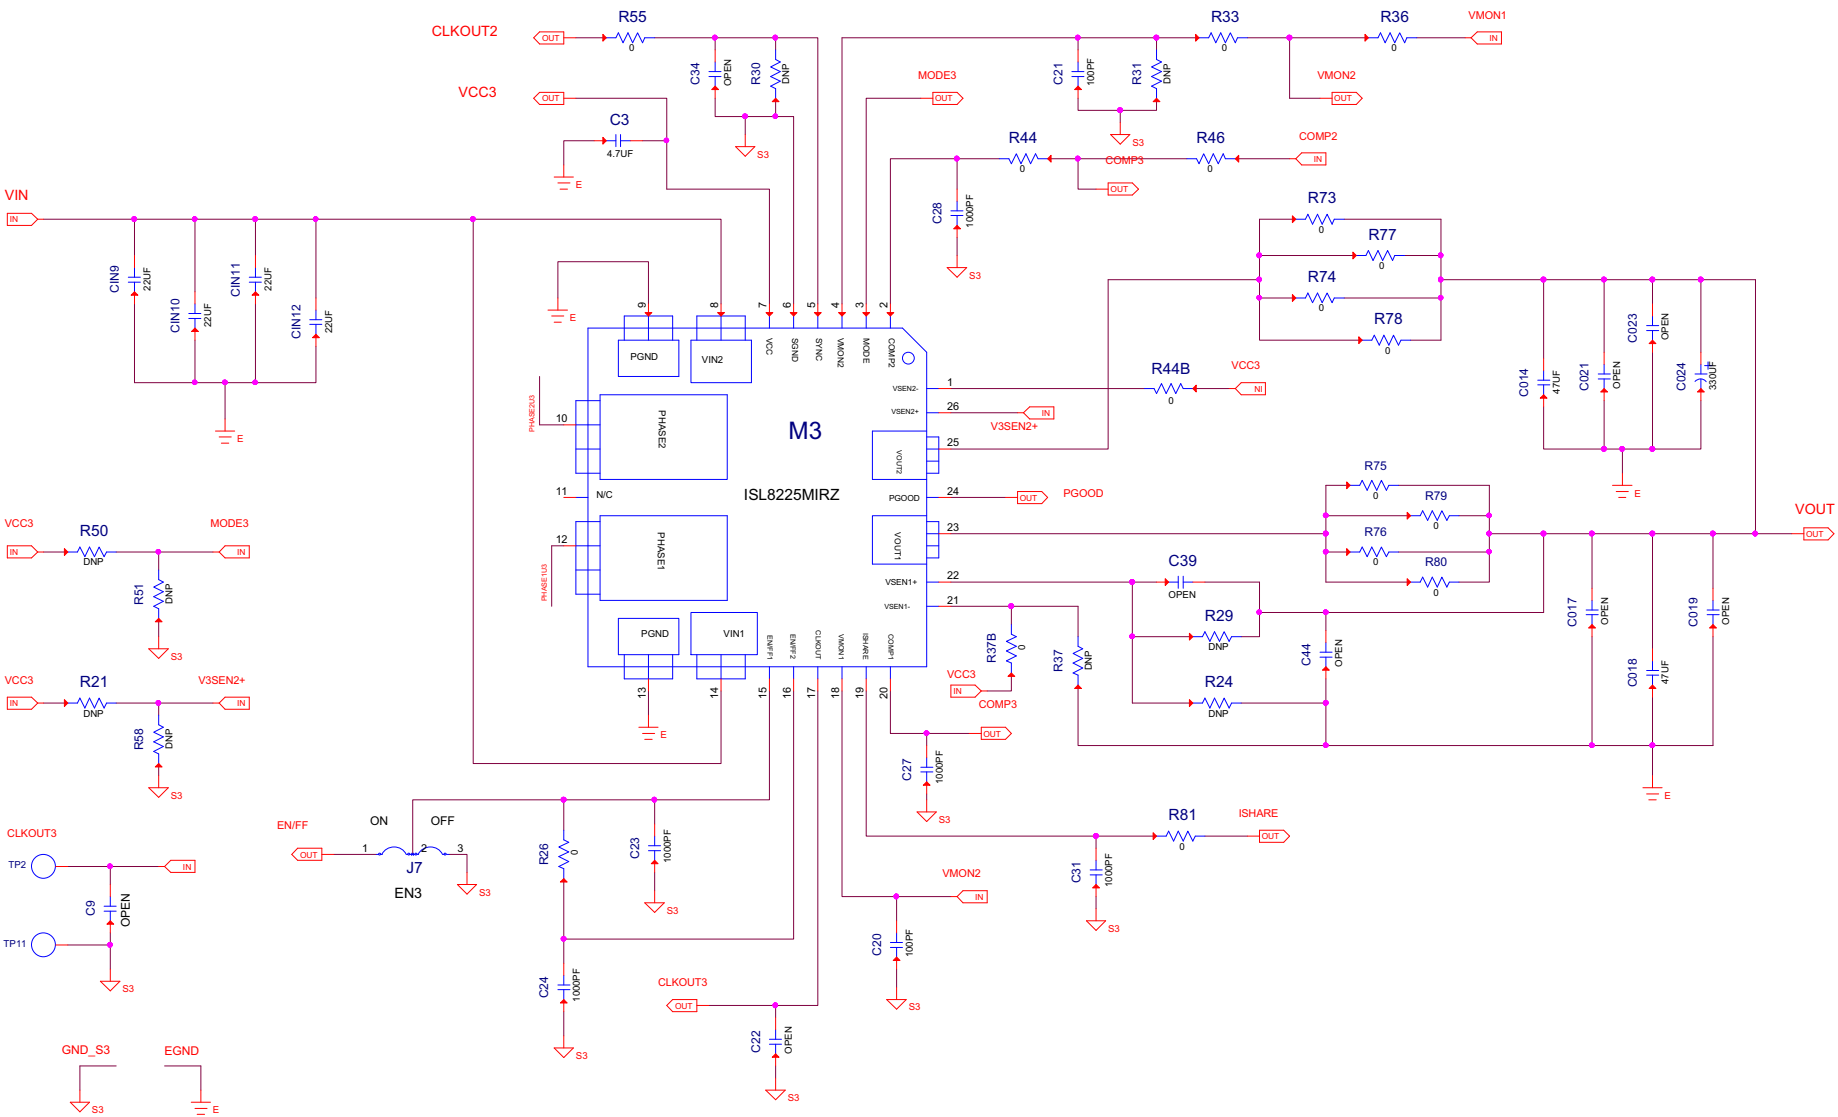 CLKOUT2
OUT
R55
0
C34
OPEN
R30
DNP
S3
VCC3
OUT
C3
4.7UF
E
R33
0
R36
0
VMON1
IN
C21
100PF
R31
DNP
S3
VMON2
OUT
MODE3
OUT
R44
0
COMP3
OUT
R46
0
COMP2
IN
C28
1000PF
S3
VIN
IN
CIN9
22UF
CIN10
22UF
CIN11
22UF
CIN12
22UF
E
E
R73
0
R77
0
R74
0
R78
0
C014
47UF
C021
OPEN
C023
OPEN
C024
330UF
+
E
9
8
7
6
5
4
3
2
PGND
VIN2
VCC
SGND
SYNC
VMON2
MODE
COMP2
M3
ISL8225MIRZ
PHASE2U3
10
PHASE2
11
N/C
PHASE1U3
12
PHASE1
VSEN2-
1
R44B
0
VCC3
IN
VSEN2+
26
IN
V3SEN2+
VOUT2
25
PGOOD
24
OUT
PGOOD
VOUT1
23
VSEN1+
22
VSEN1-
21
PGND
VIN1
EN/FF1
EN/FF2
CLKOUT
VMON1
ISHARE
COMP1
13
14
15
16
17
18
19
20
E
R75
0
R79
0
R76
0
R80
0
VOUT
OUT
C39
OPEN
R29
DNP
R24
DNP
C44
OPEN
R37B
0
R37
DNP
VCC3
IN
COMP3
OUT
C27
1000PF
S3
C017
OPEN
C018
47UF
C019
OPEN
E
VCC3
IN
R50
DNP
MODE3
IN
R51
DNP
S3
VCC3
IN
R21
DNP
V3SEN2+
IN
R58
DNP
S3
CLKOUT3
TP2
IN
C9
OPEN
TP11
S3
EN/FF
OUT
ON
OFF
1
2
3
J7
EN3
S3
R26
0
C23
1000PF
S3
C24
1000PF
S3
CLKOUT3
OUT
C22
OPEN
S3
VMON2
IN
C20
100PF
S3
R81
0
ISHARE
OUT
C31
1000PF
S3
GND_S3
S3
EGND
E